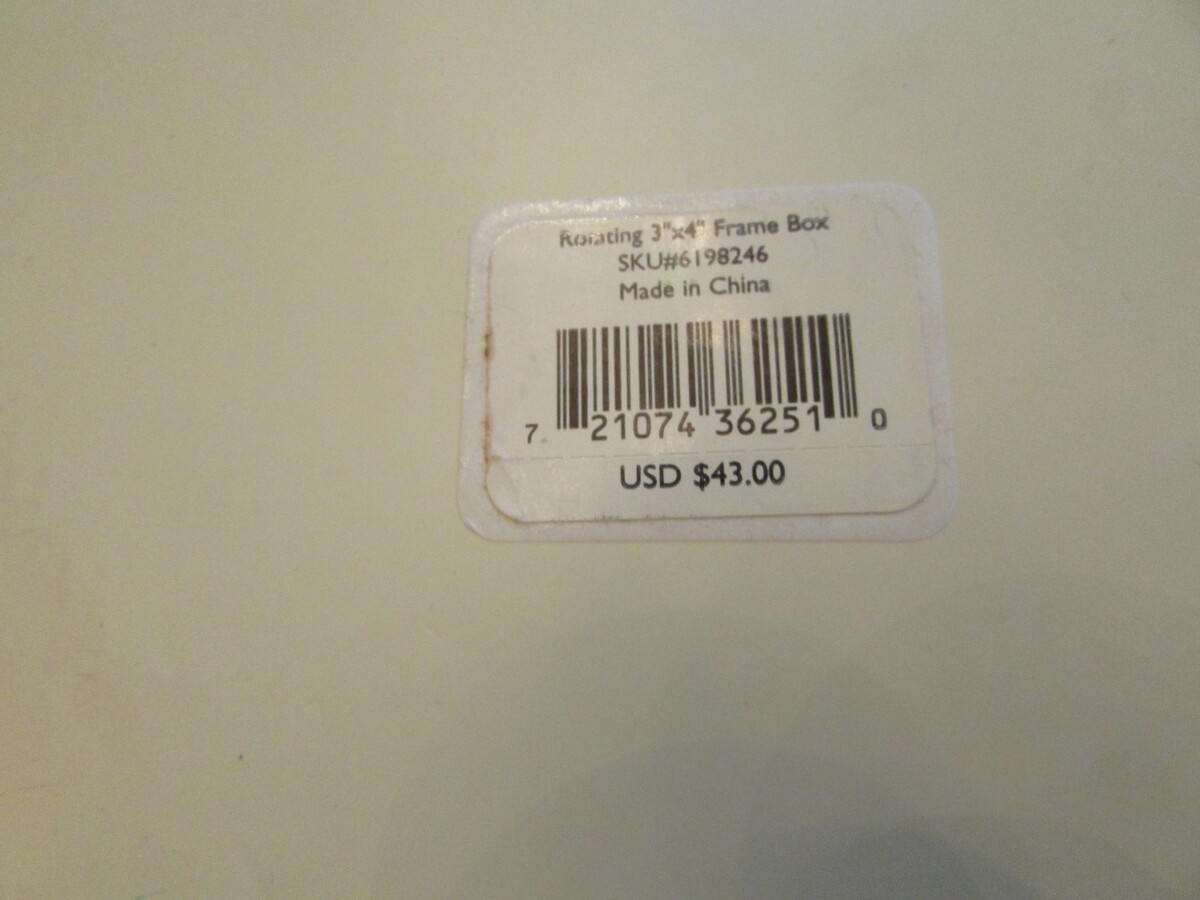 Rotating 3"x4" Frame Box
SKU#6198246
Made in China
7 21074 36251 0
USD $43.00